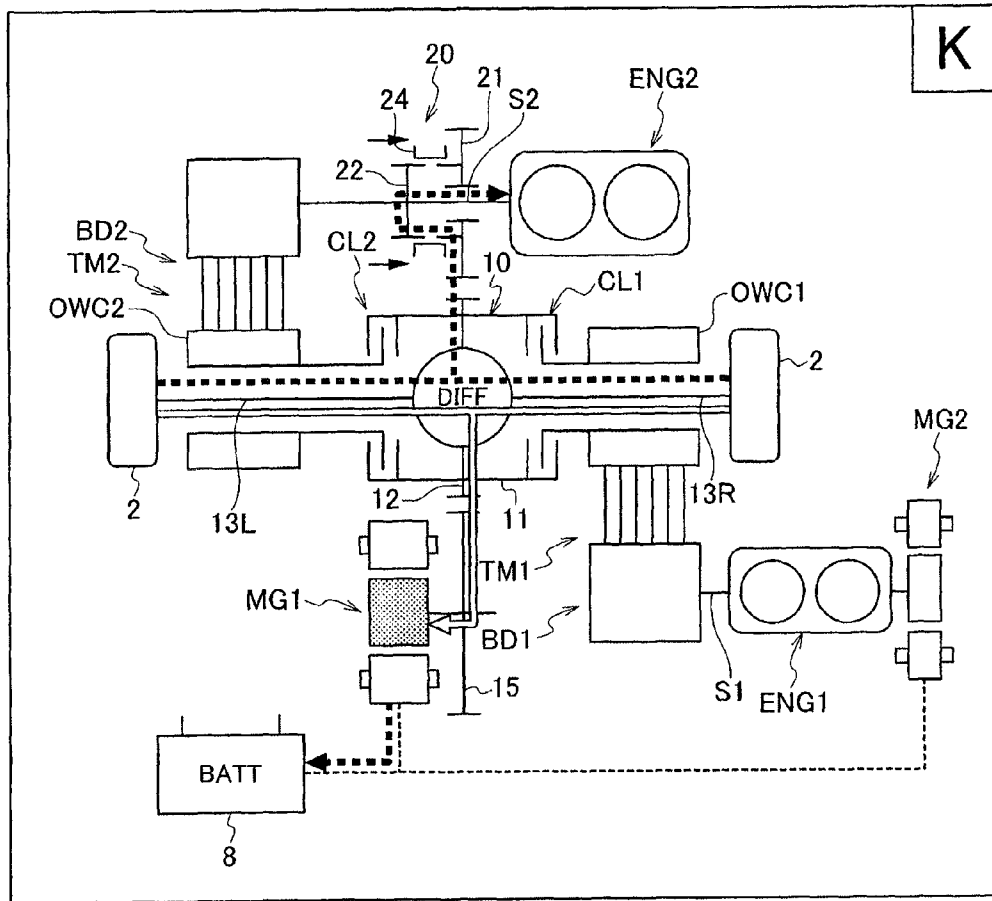 K
20
21
ENG2
24
S2
22
BD2
CL2
10
TM2
CL1
OWC1
OWC2
2
DIFF
MG2
2
13L
12
11
13R
TM1
MG1
BD1
15
S1
ENG1
BATT
8